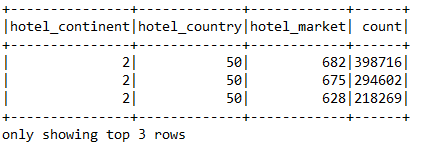 +---------------+-------------+------------+------+
|hotel_continent|hotel_country|hotel_market| count|
+---------------+-------------+------------+------+
|              2|           50|         682|398716|
|              2|           50|         675|294602|
|              2|           50|         628|218269|
+---------------+-------------+------------+------+
only showing top 3 rows